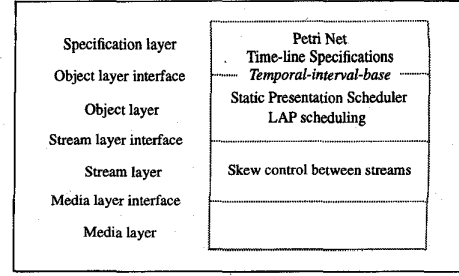 Specification layer
Petri Net
Time-line Specifications
Object layer interface
Temporal-interval-base
Object layer
Static Presentation Scheduler
LAP scheduling
Stream layer interface
Stream layer
Skew control between streams
Media layer interface
Media layer